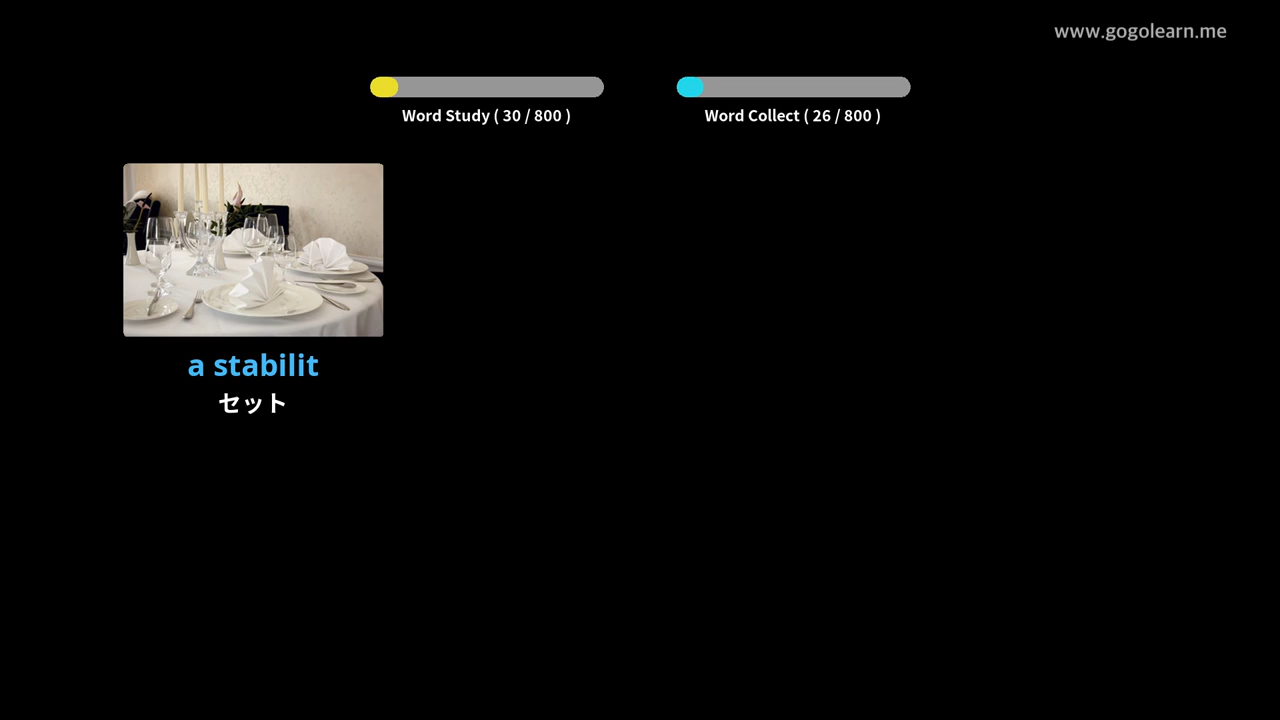 www.gogolearn.me
Word Study ( 30 / 800 )
Word Collect ( 26 / 800 )
a stabilit
セット